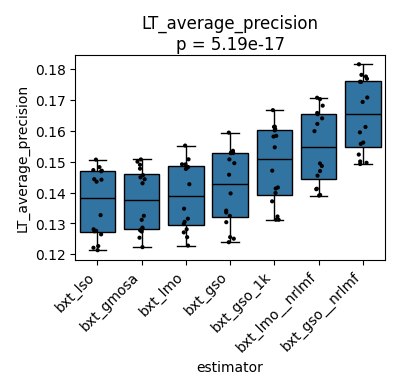 LT_average_precision
p = 5.19e-17
LT_average_precision
0.18
0.17
0.16
0.15
0.14
0.13
0.12
bxt_lso
bxt_gmosa
bxt_lmo
bxt_gso
bxt_gso_1k
bxt_lmo__nrlmf
bxt_gso__nrlmf
estimator